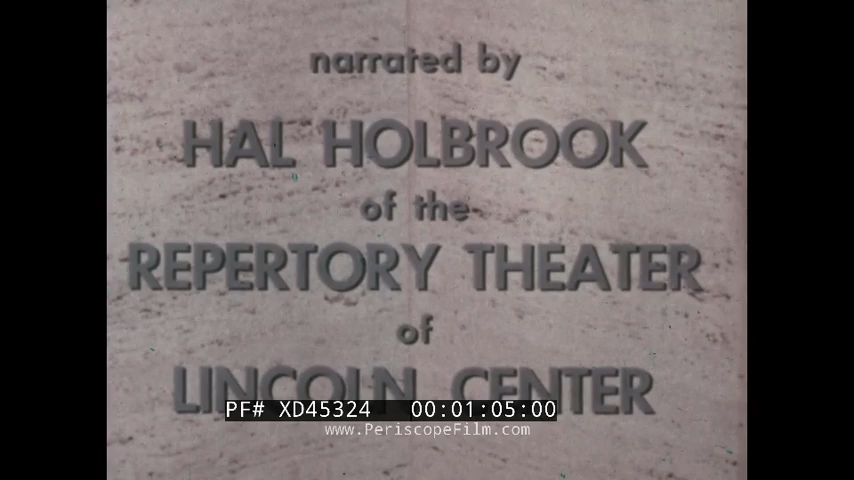 narrated by
HAL HOLBROOK
of the
REPERTORY THEATER
of
LINCOLN CENTER
PF# XD45324 00:01:05:00
www.PeriscopeFilm.com